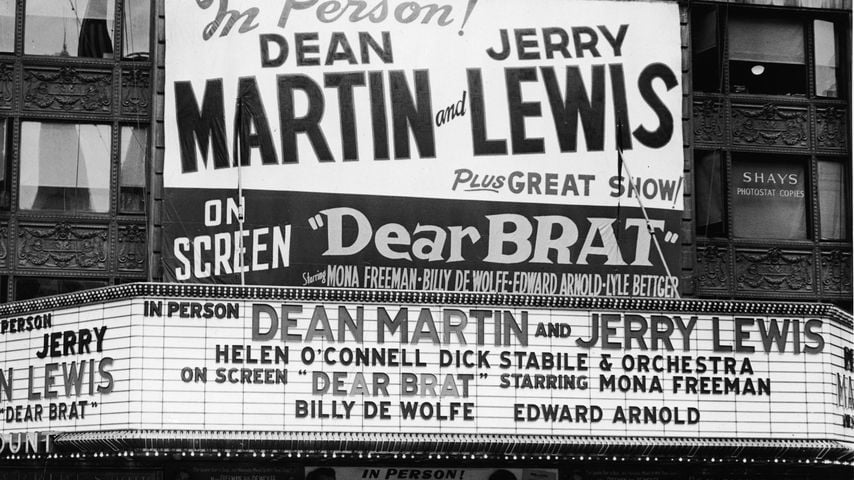 In Person!
DEAN JERRY
MARTIN and LEWIS
PLUS GREAT SHOW!
ON SCREEN "Dear BRAT"
Starring MONA FREEMAN · BILLY DE WOLFE · EDWARD ARNOLD · LYLE BETTGER
SHAYS
PHOTOSTAT COPIES
PERSON
JERRY
N LEWIS
"DEAR BRAT"
OUNT
IN PERSON DEAN MARTIN AND JERRY LEWIS
HELEN O'CONNELL DICK STABILE & ORCHESTRA
ON SCREEN "DEAR BRAT" STARRING MONA FREEMAN
BILLY DE WOLFE EDWARD ARNOLD
IN PERSON!